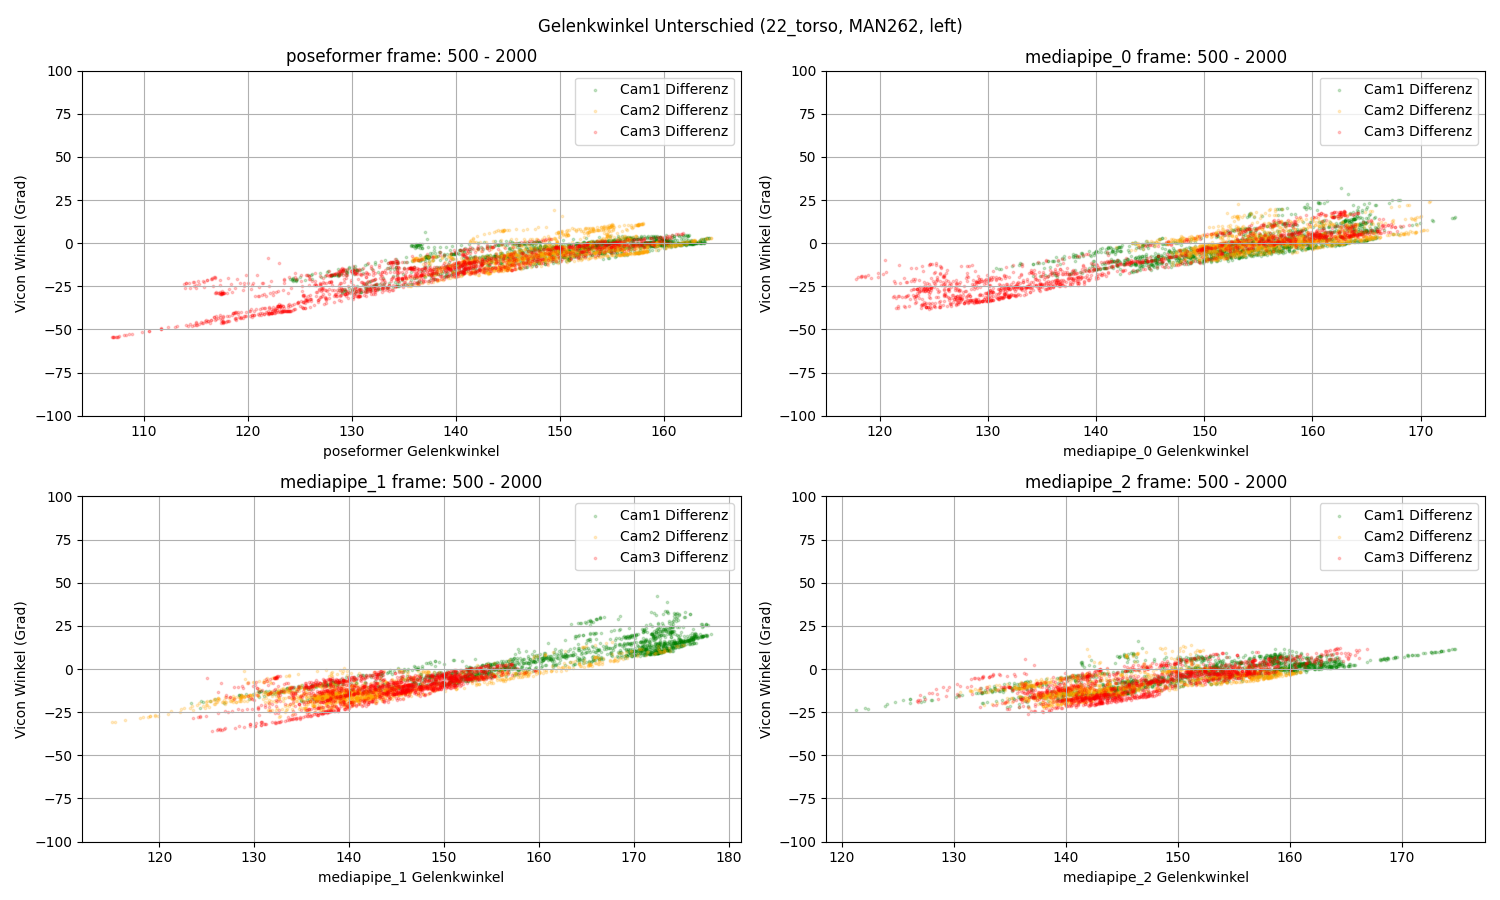 Gelenkwinkel Unterschied (22_torso, MAN262, left)
poseformer frame: 500 - 2000
100
75
50
25
0
−25
−50
−75
−100
Vicon Winkel (Grad)
Cam1 Differenz
Cam2 Differenz
Cam3 Differenz
110 120 130 140 150 160
poseformer Gelenkwinkel
mediapipe_0 frame: 500 - 2000
100
75
50
25
0
−25
−50
−75
−100
Vicon Winkel (Grad)
Cam1 Differenz
Cam2 Differenz
Cam3 Differenz
120 130 140 150 160 170
mediapipe_0 Gelenkwinkel
mediapipe_1 frame: 500 - 2000
100
75
50
25
0
−25
−50
−75
−100
Vicon Winkel (Grad)
Cam1 Differenz
Cam2 Differenz
Cam3 Differenz
120 130 140 150 160 170 180
mediapipe_1 Gelenkwinkel
mediapipe_2 frame: 500 - 2000
100
75
50
25
0
−25
−50
−75
−100
Vicon Winkel (Grad)
Cam1 Differenz
Cam2 Differenz
Cam3 Differenz
120 130 140 150 160 170
mediapipe_2 Gelenkwinkel